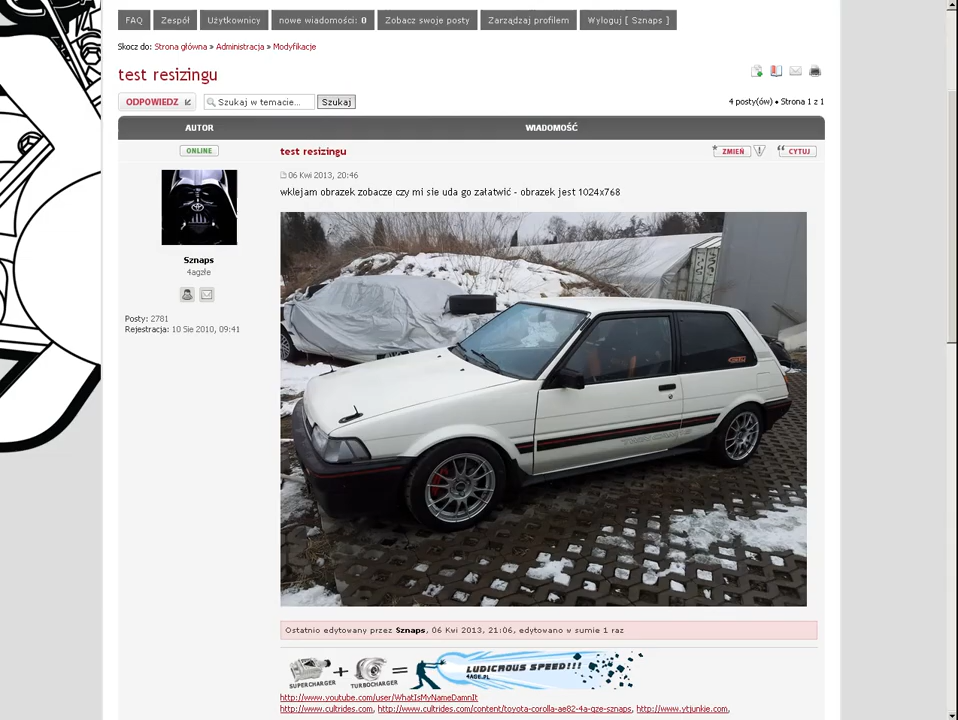 FAQ Zespół Użytkownicy nowe wiadomości: 0 Zobacz swoje posty Zarządzaj profilem Wyloguj [ Sznaps ]
Skocz do: Strona główna » Administracja » Modyfikacje
test resizingu
ODPOWIEDZ Szukaj w temacie... Szukaj 4 posty(ów) • Strona 1 z 1
AUTOR WIADOMOŚĆ
ONLINE test resizingu ZMIEŃ CYTUJ
06 Kwi 2013, 20:46
wklejam obrazek zobacze czy mi sie uda go załatwić - obrazek jest 1024x768
Sznaps
4agzłe
Posty: 2781
Rejestracja: 10 Sie 2010, 09:41
Ostatnio edytowany przez Sznaps, 06 Kwi 2013, 21:06, edytowano w sumie 1 raz
SUPERCHARGER + TURBOCHARGER = LUDICROUS SPEED!!!
4AGE.PL
http://www.youtube.com/user/WhatIsMyNameDamnIt
http://www.cultrides.com, http://www.cultrides.com/content/toyota-corolla-ae82-4a-gze-sznaps, http://www.ytjunkie.com,